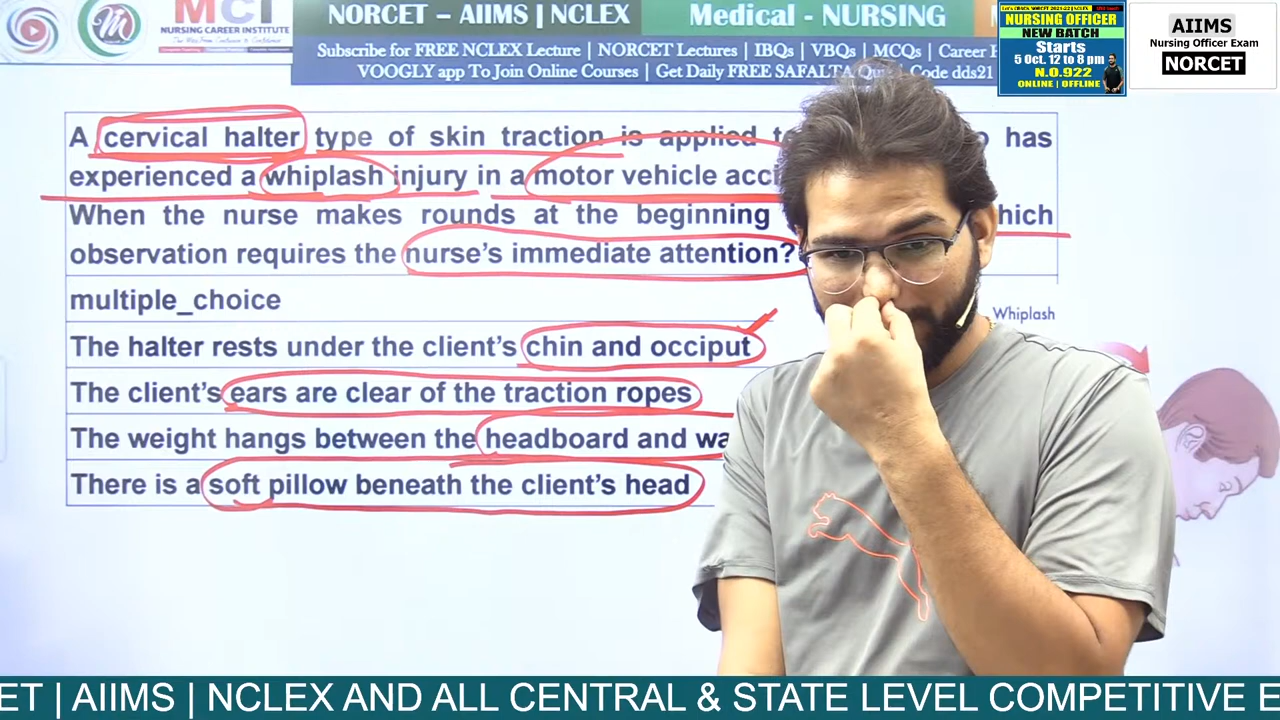 MCI
NURSING CAREER INSTITUTE
NORCET – AIIMS | NCLEX
Medical - NURSING
Subscribe for FREE NCLEX Lecture | NORCET Lectures | IBQs | VBQs | MCQs | Career
VOOGLY app To Join Online Courses | Get Daily FREE SAFALTA Code dds21
NURSING OFFICER
NEW BATCH
Starts
5 Oct. 12 to 8 pm
N.O.922
ONLINE | OFFLINE
AIIMS
Nursing Officer Exam
NORCET
A cervical halter type of skin traction is applied has
experienced a whiplash injury in a motor vehicle
When the nurse makes rounds at the beginning
observation requires the nurse’s immediate attention?
multiple_choice
The halter rests under the client’s chin and occiput
The client’s ears are clear of the traction ropes
The weight hangs between the headboard and
There is a soft pillow beneath the client’s head
Whiplash
ET | AIIMS | NCLEX AND ALL CENTRAL & STATE LEVEL COMPETITIVE E